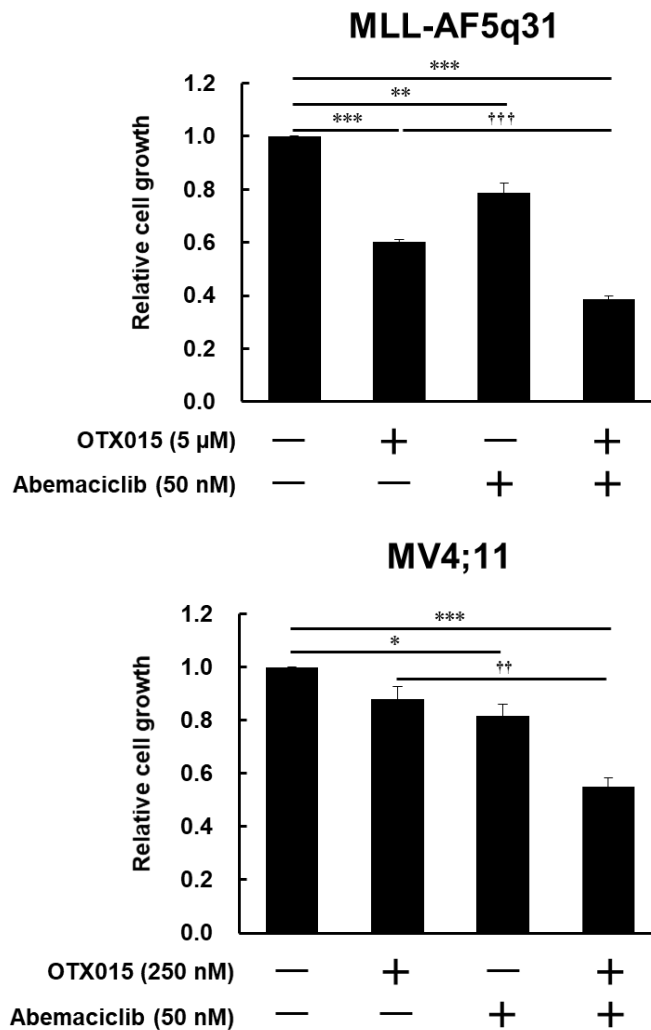 MLL-AF5q31
Relative cell growth
1.2
1.0
0.8
0.6
0.4
0.2
0.0
***
**
***
†††
OTX015 (5 µM) — + — +
Abemaciclib (50 nM) — — + +
MV4;11
Relative cell growth
1.2
1.0
0.8
0.6
0.4
0.2
0.0
***
*
††
OTX015 (250 nM) — + — +
Abemaciclib (50 nM) — — + +